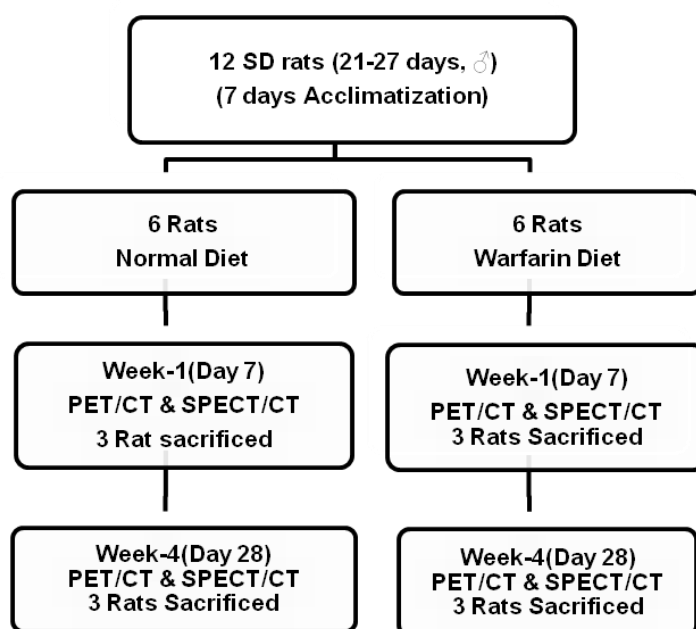 12 SD rats (21-27 days, ♂)
(7 days Acclimatization)
6 Rats
Normal Diet
6 Rats
Warfarin Diet
Week-1(Day 7)
PET/CT & SPECT/CT
3 Rat sacrificed
Week-1(Day 7)
PET/CT & SPECT/CT
3 Rats Sacrificed
Week-4(Day 28)
PET/CT & SPECT/CT
3 Rats Sacrificed
Week-4(Day 28)
PET/CT & SPECT/CT
3 Rats Sacrificed